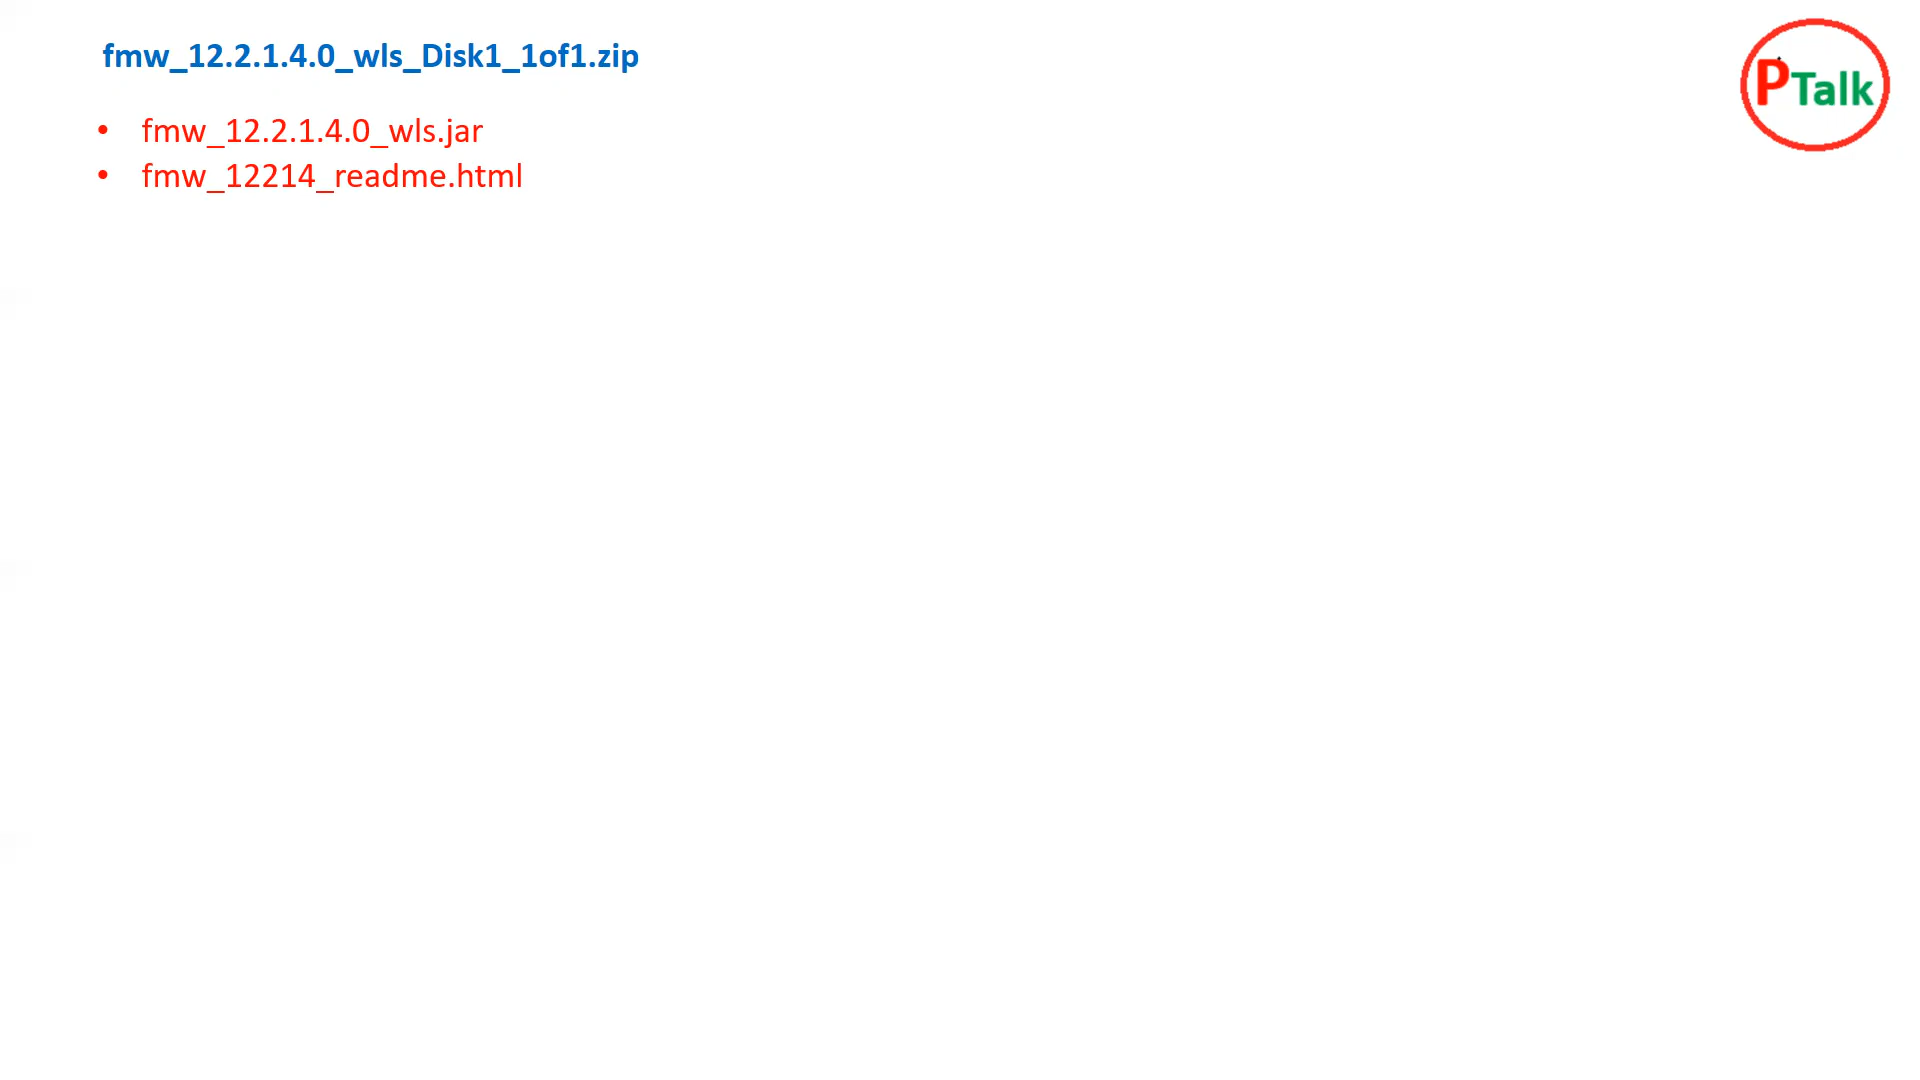 fmw_12.2.1.4.0_wls_Disk1_1of1.zip
• fmw_12.2.1.4.0_wls.jar
• fmw_12214_readme.html
PTalk